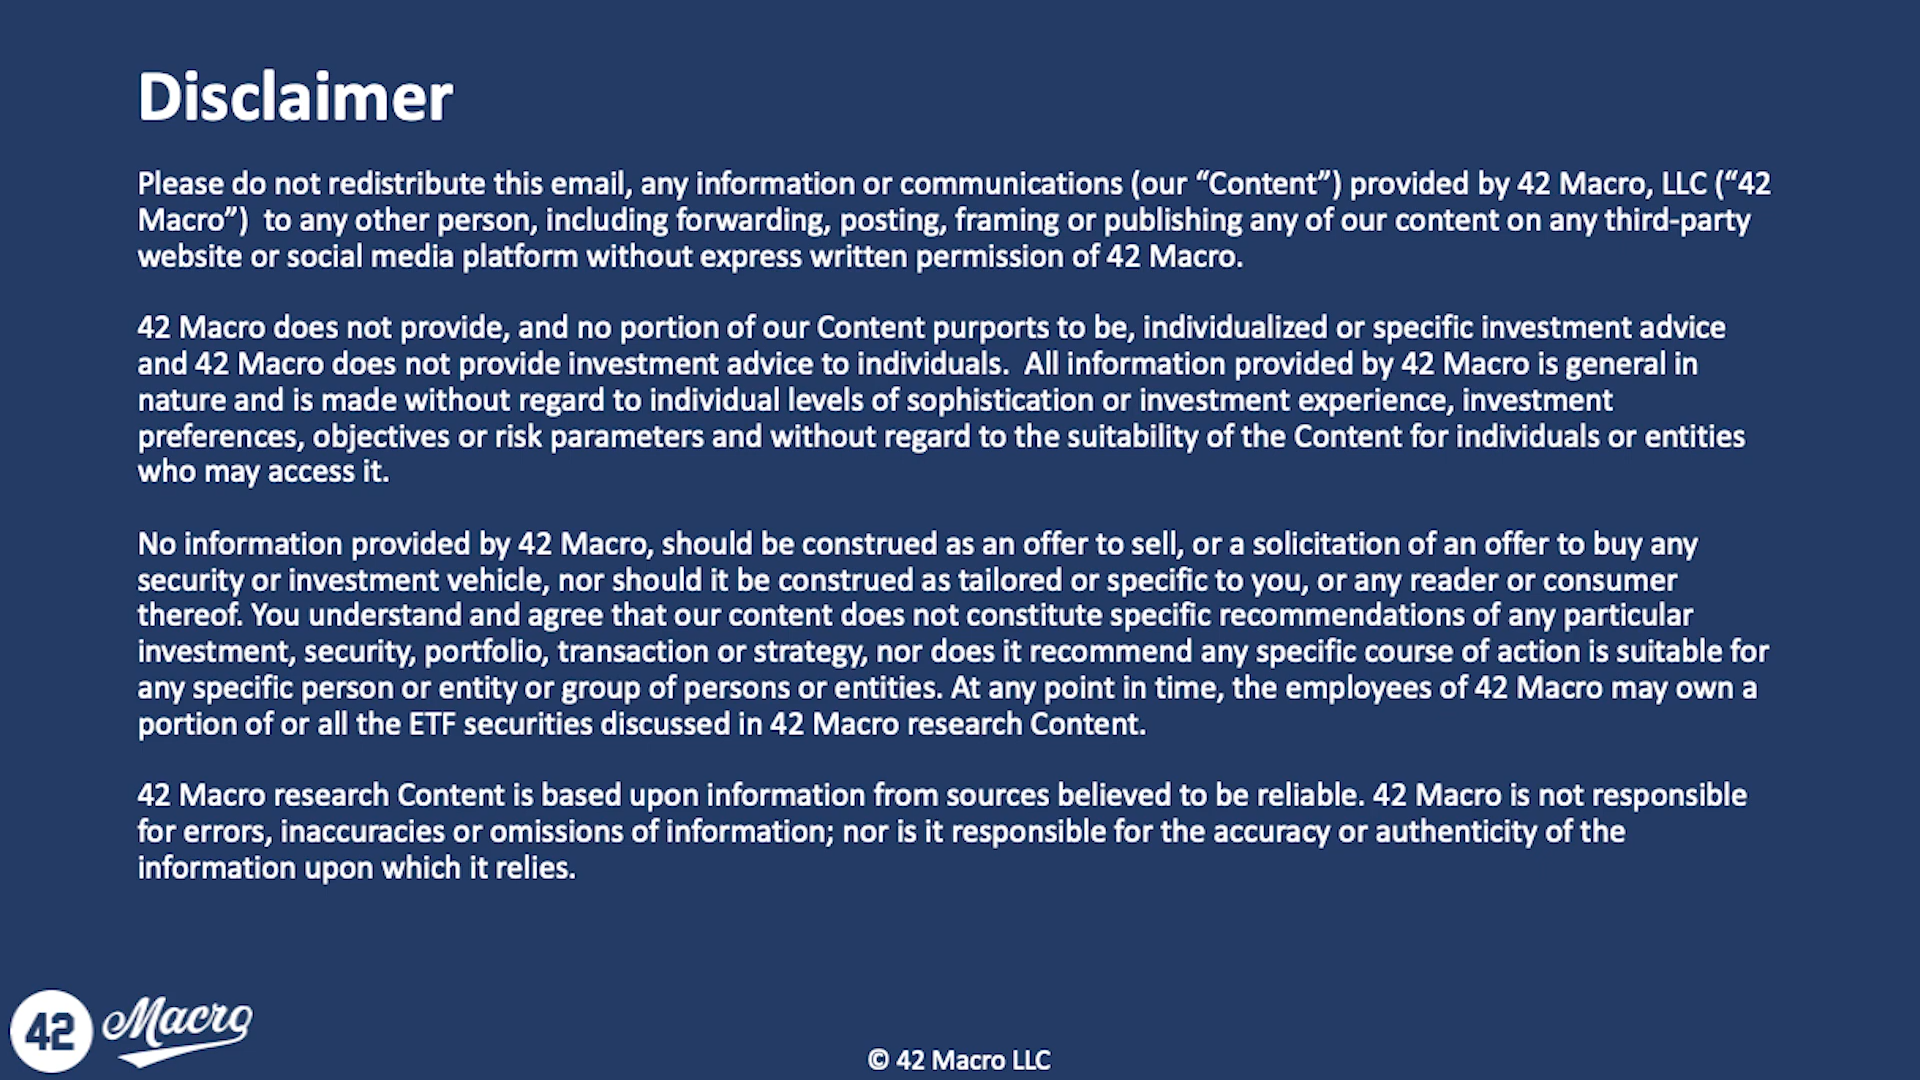 Disclaimer
Please do not redistribute this email, any information or communications (our “Content”) provided by 42 Macro, LLC (“42
Macro”)  to any other person, including forwarding, posting, framing or publishing any of our content on any third-party
website or social media platform without express written permission of 42 Macro.
42 Macro does not provide, and no portion of our Content purports to be, individualized or specific investment advice
and 42 Macro does not provide investment advice to individuals.  All information provided by 42 Macro is general in
nature and is made without regard to individual levels of sophistication or investment experience, investment
preferences, objectives or risk parameters and without regard to the suitability of the Content for individuals or entities
who may access it.
No information provided by 42 Macro, should be construed as an offer to sell, or a solicitation of an offer to buy any
security or investment vehicle, nor should it be construed as tailored or specific to you, or any reader or consumer
thereof. You understand and agree that our content does not constitute specific recommendations of any particular
investment, security, portfolio, transaction or strategy, nor does it recommend any specific course of action is suitable for
any specific person or entity or group of persons or entities. At any point in time, the employees of 42 Macro may own a
portion of or all the ETF securities discussed in 42 Macro research Content.
42 Macro research Content is based upon information from sources believed to be reliable. 42 Macro is not responsible
for errors, inaccuracies or omissions of information; nor is it responsible for the accuracy or authenticity of the
information upon which it relies.
42 Macro
© 42 Macro LLC